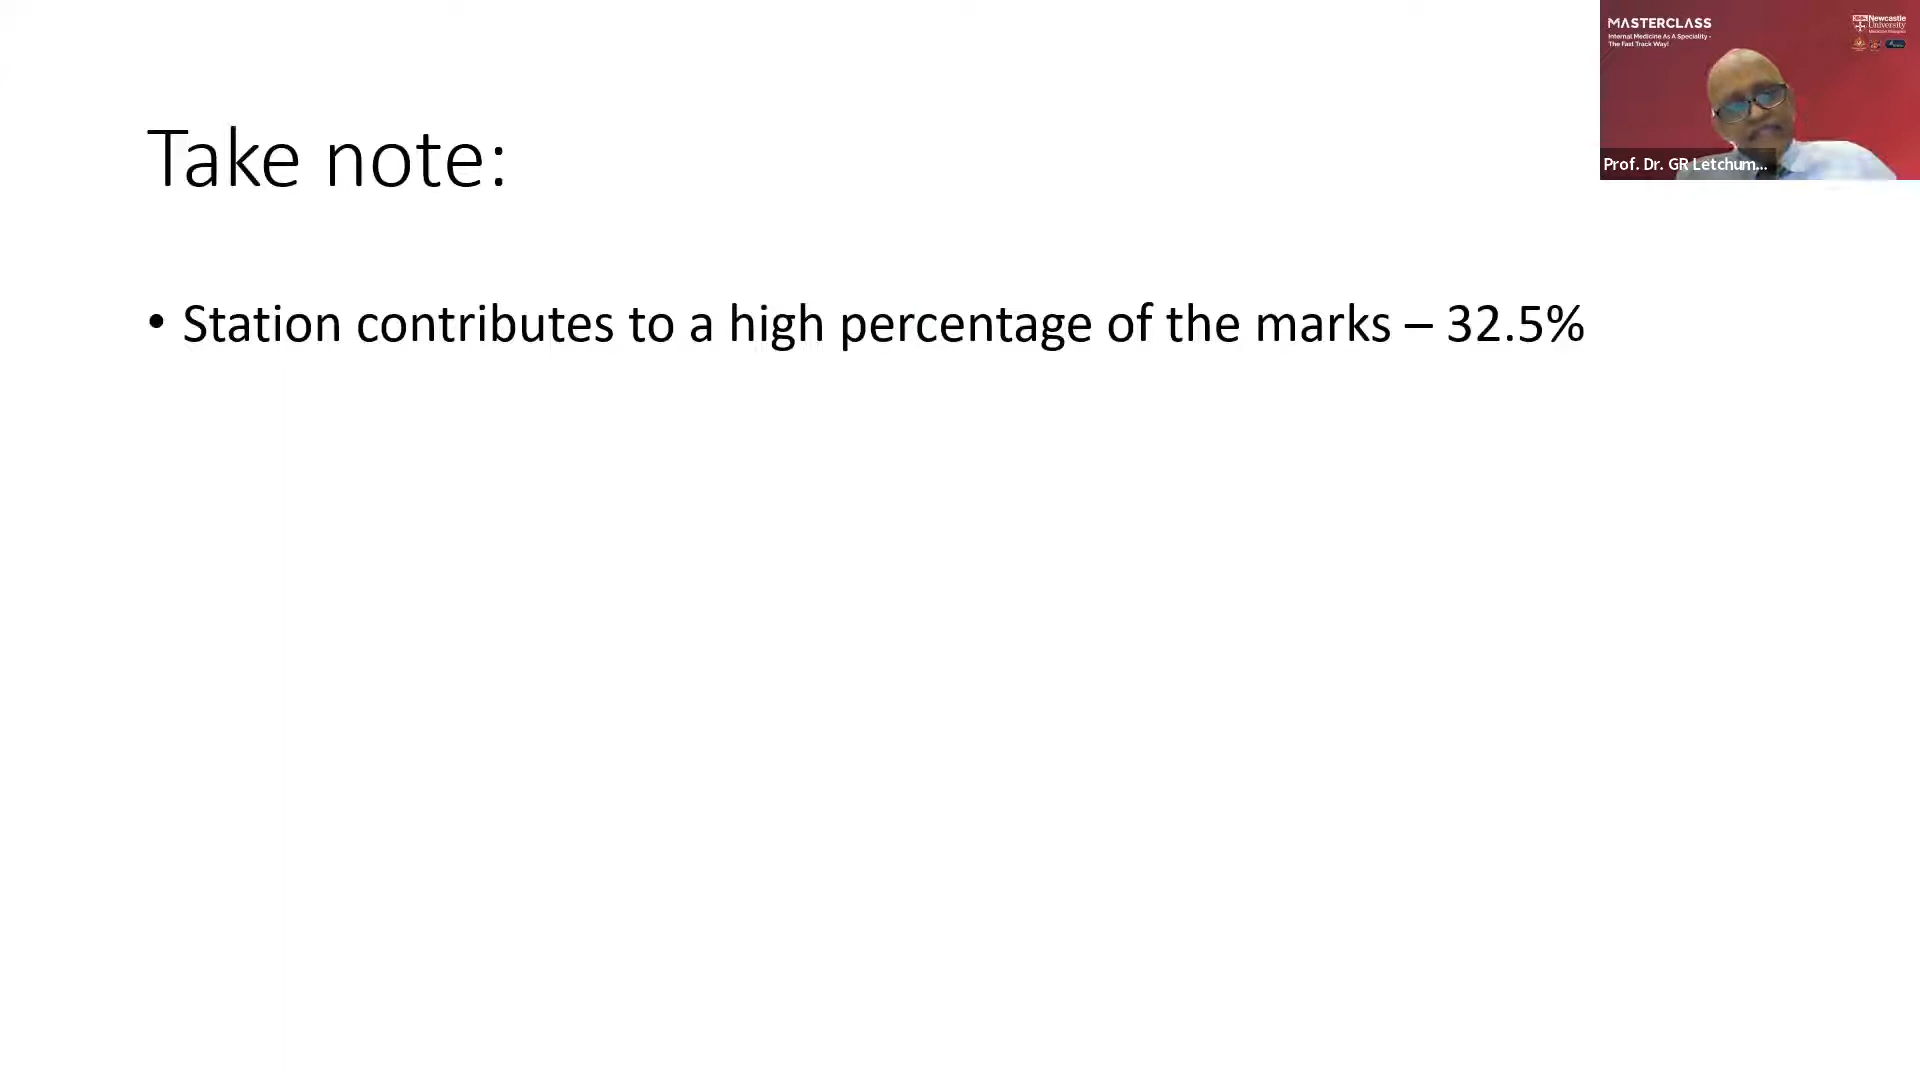 MASTERCLASS
Internal Medicine As A Speciality -
The Fast Track Way!
Newcastle
University
Take note:
Prof. Dr. GR Letchum...
• Station contributes to a high percentage of the marks – 32.5%